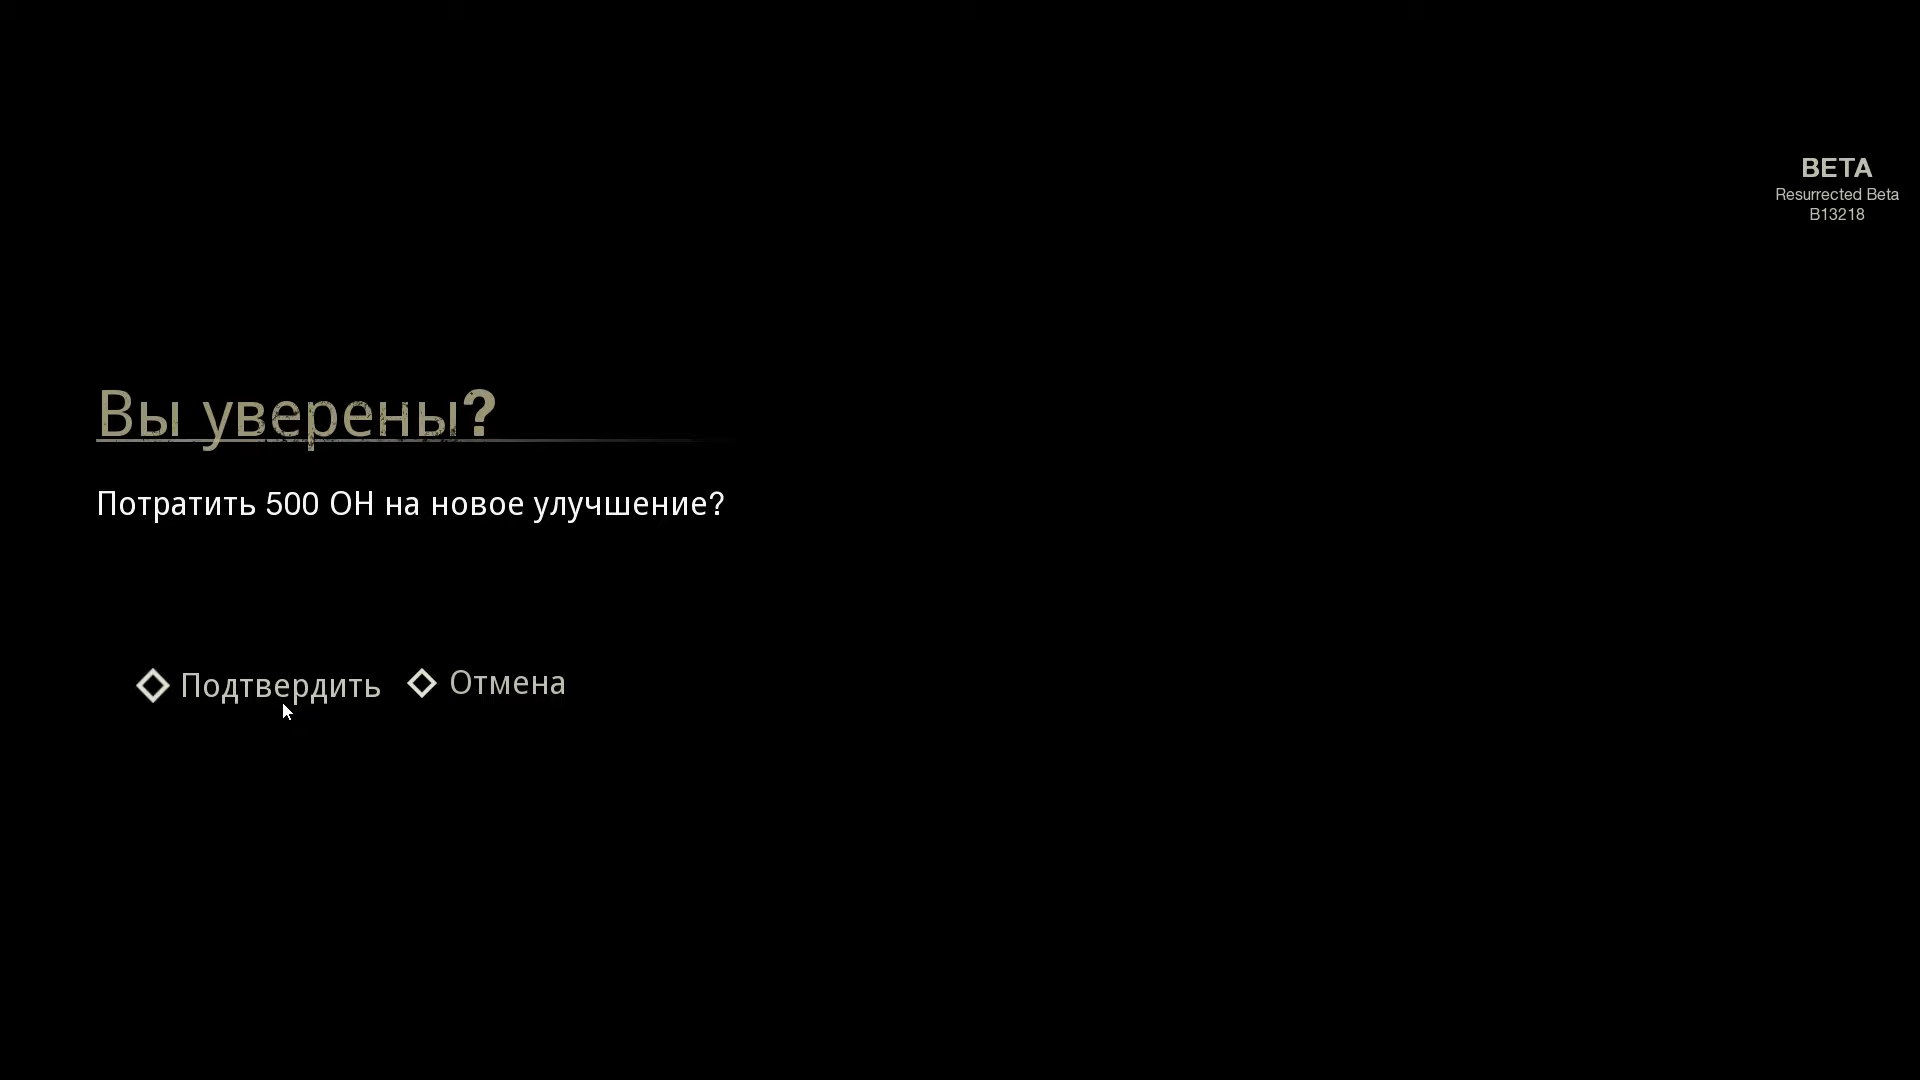 BETA
Resurrected Beta
B13218
Вы уверены?
Потратить 500 ОН на новое улучшение?
Подтвердить
Отмена